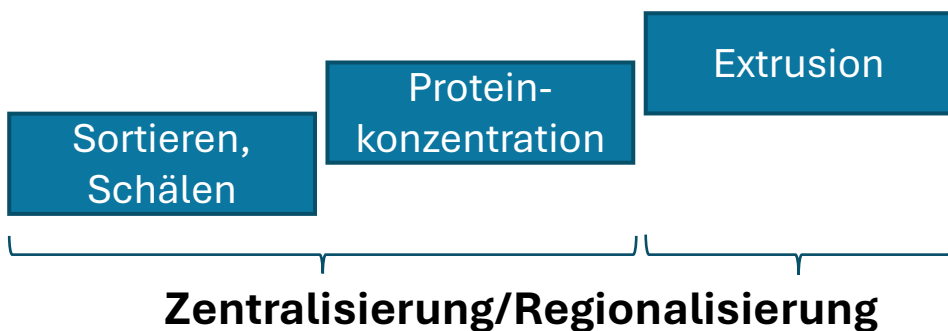 Sortieren,
Schälen
Protein-
konzentration
Extrusion
Zentralisierung/Regionalisierung